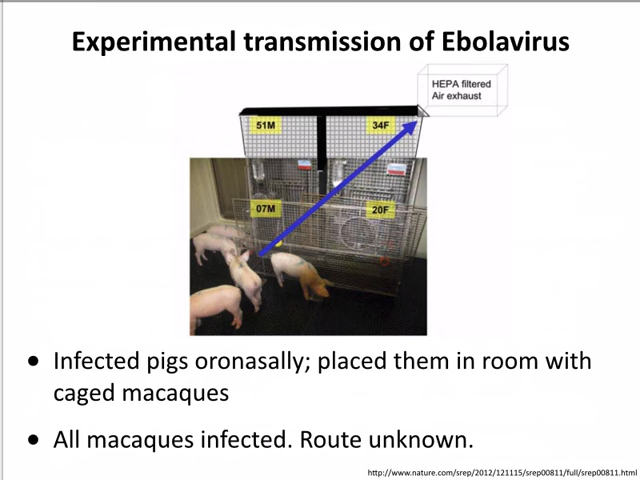 Experimental transmission of Ebolavirus
HEPA filtered
Air exhaust
51M
34F
07M
20F
● Infected pigs oronasally; placed them in room with
caged macaques
● All macaques infected. Route unknown.
http://www.nature.com/srep/2012/121115/srep00811/full/srep00811.html